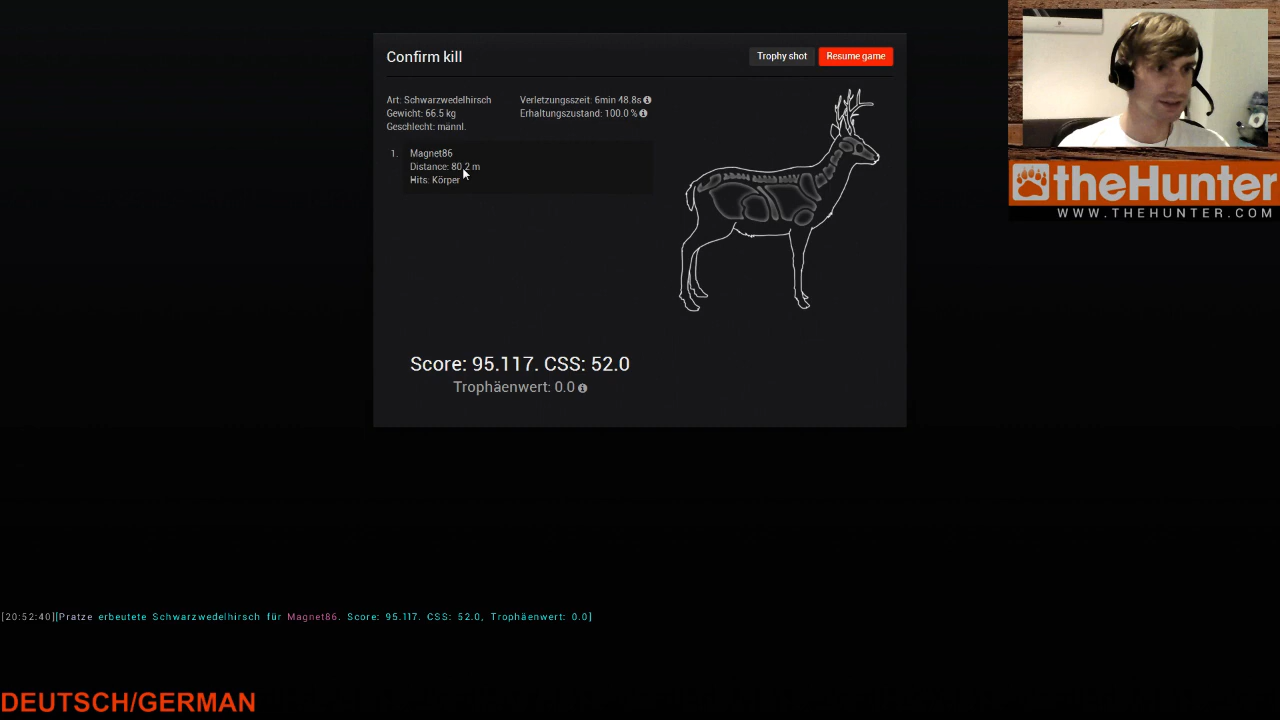 Confirm kill
Trophy shot
Resume game
Art: Schwarzwedelhirsch
Gewicht: 66.5 kg
Geschlecht: männl.
Verletzungszeit: 6min 48.8s
Erhaltungszustand: 100.0 %
1. Magnet86
Distance: 80.2 m
Hits: Körper
Score: 95.117. CSS: 52.0
Trophäenwert: 0.0
theHunter
WWW.THEHUNTER.COM
[20:52:40][Pratze erbeutete Schwarzwedelhirsch für Magnet86. Score: 95.117. CSS: 52.0, Trophäenwert: 0.0]
DEUTSCH/GERMAN